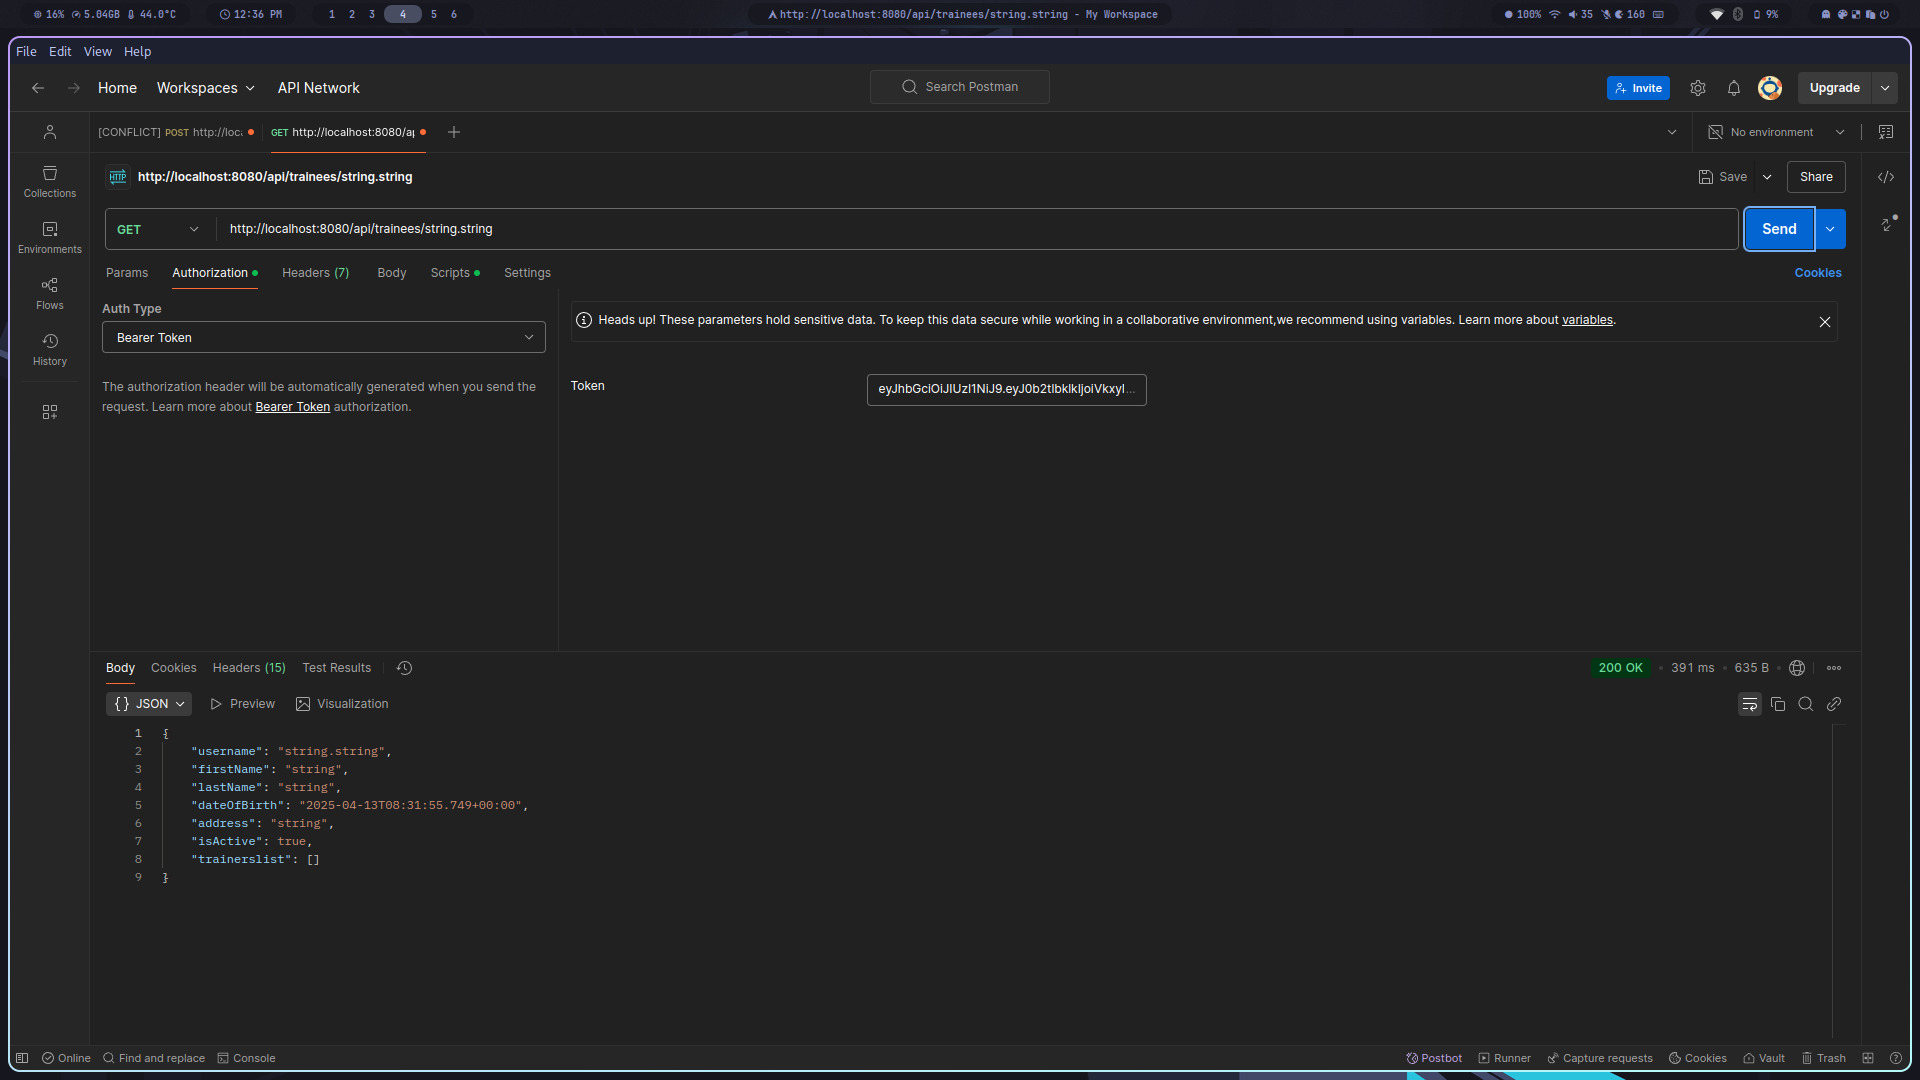 16% 5.04GB 44.0°C 12:36 PM 1 2 3 4 5 6 http://localhost:8080/api/trainees/string.string - My Workspace 100% 35 160 9%
File Edit View Help
Home Workspaces API Network Search Postman Invite Upgrade
[CONFLICT] POST http://loc GET http://localhost:8080/a No environment
HTTP http://localhost:8080/api/trainees/string.string Save Share
Collections
Environments
Flows
History
GET http://localhost:8080/api/trainees/string.string Send
Params Authorization Headers (7) Body Scripts Settings Cookies
Auth Type
Bearer Token
The authorization header will be automatically generated when you send the
request. Learn more about Bearer Token authorization.
Heads up! These parameters hold sensitive data. To keep this data secure while working in a collaborative environment,we recommend using variables. Learn more about variables.
Token
Body Cookies Headers (15) Test Results 200 OK • 391 ms • 635 B
{} JSON Preview Visualization
1 {
2 "username": "string.string",
3 "firstName": "string",
4 "lastName": "string",
5 "dateOfBirth": "2025-04-13T08:31:55.749+00:00",
6 "address": "string",
7 "isActive": true,
8 "trainerslist": []
9 }
Online Find and replace Console Postbot Runner Capture requests Cookies Vault Trash